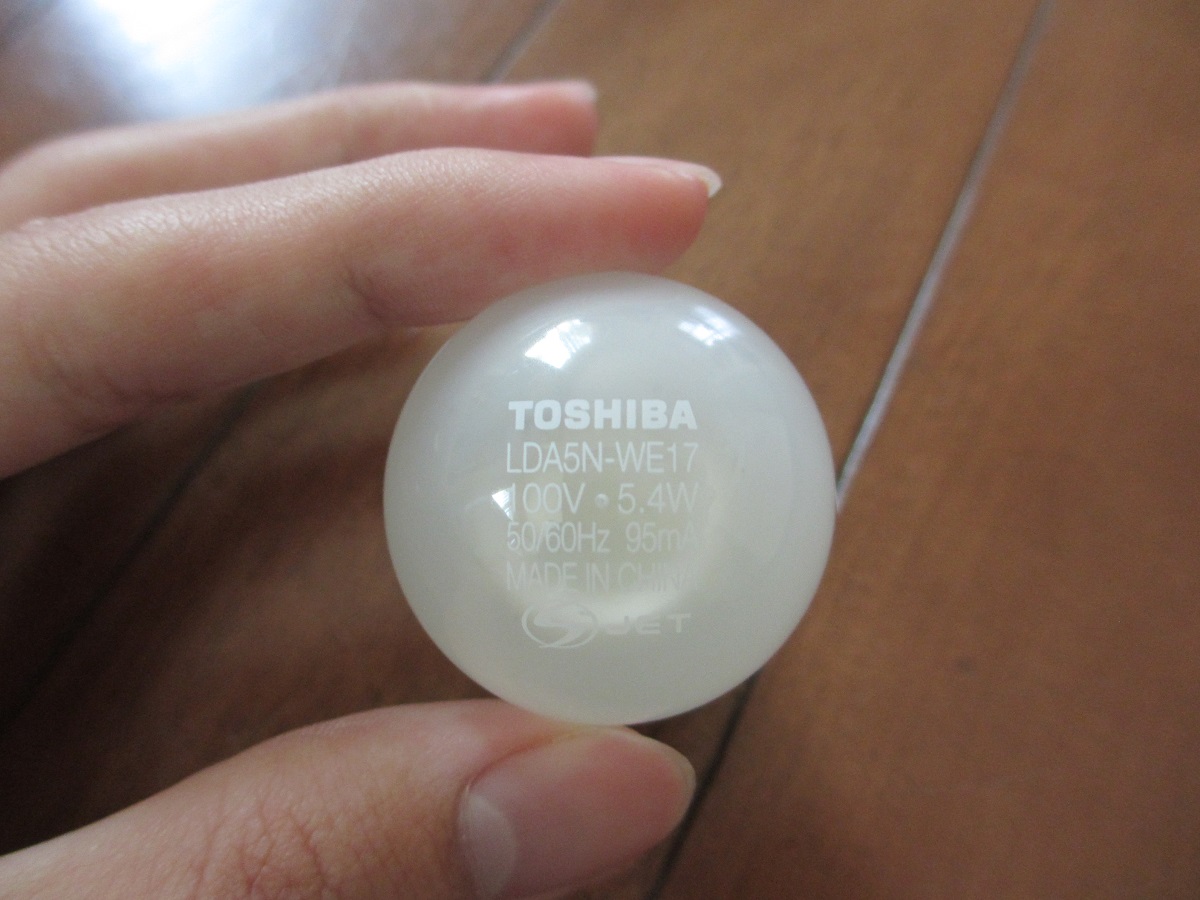 TOSHIBA
LDA5N-WE17
100V・5.4W
50/60Hz 95mA
MADE IN CHINA
JET